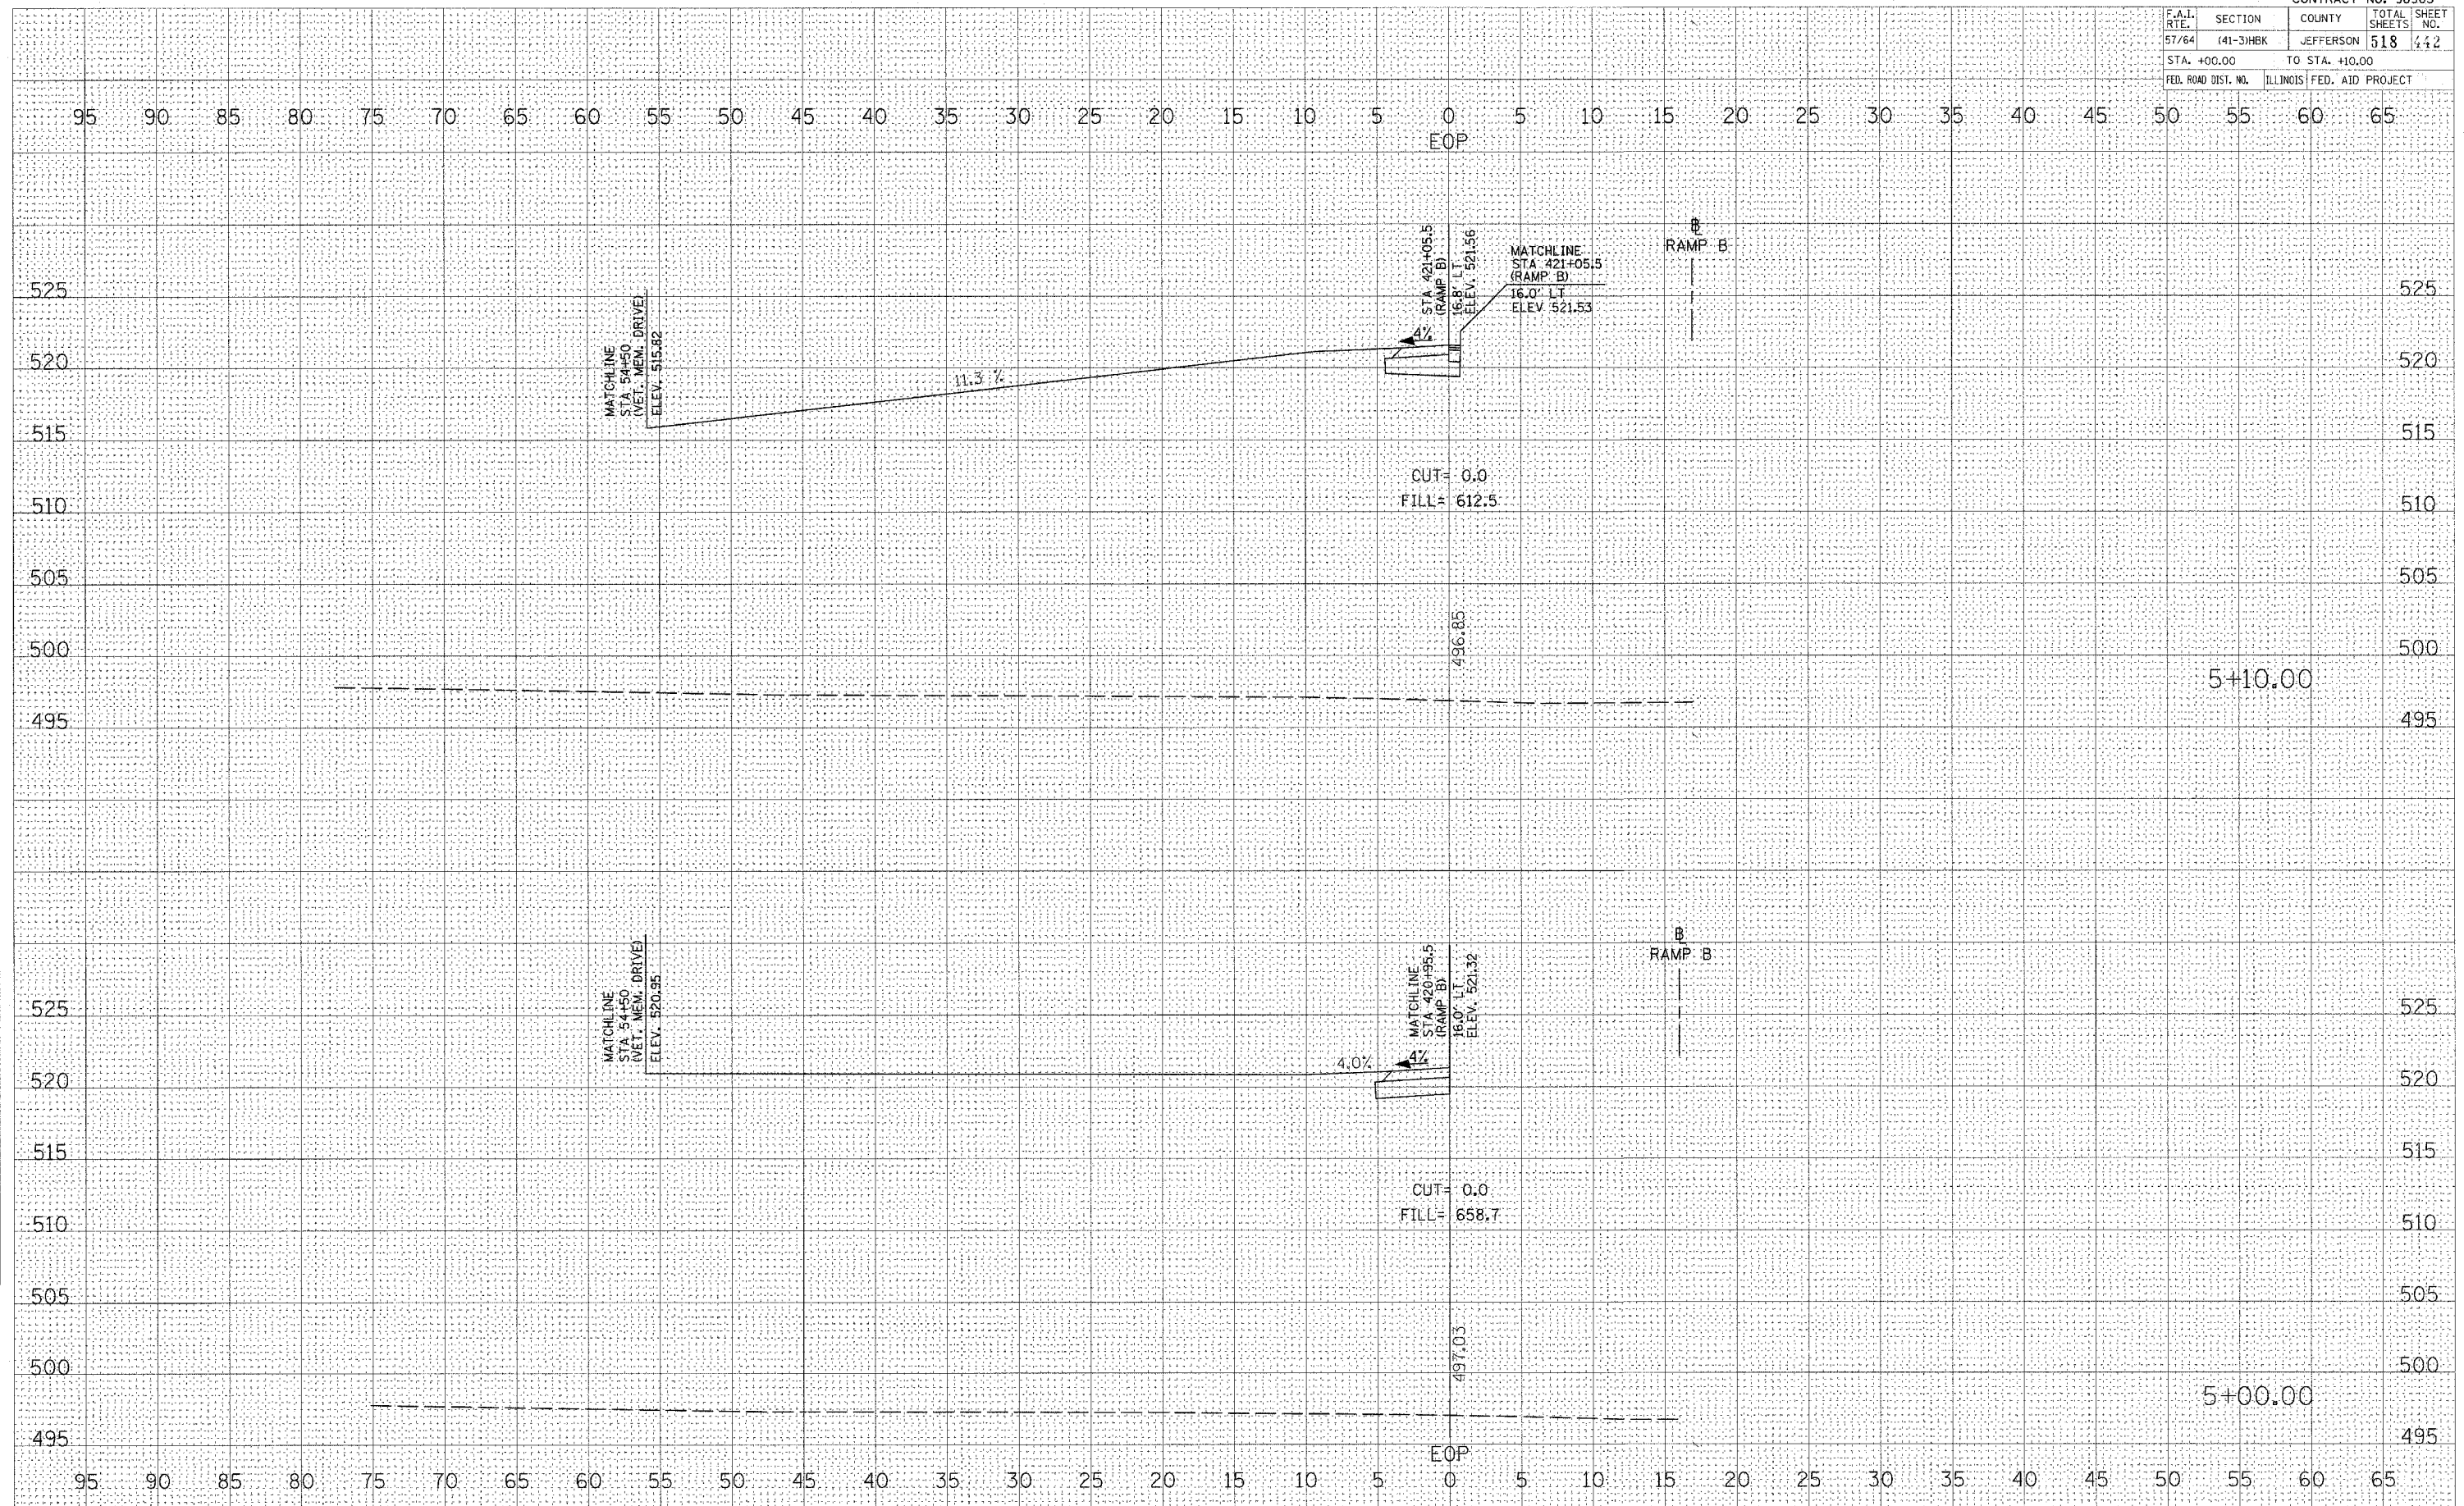 F.A.I. RTE. SECTION COUNTY TOTAL SHEETS SHEET NO.
57/64 (41-3)HBK JEFFERSON 518 442
STA. +00.00 TO STA. +10.00
FED. ROAD DIST. NO. ILLINOIS FED. AID PROJECT
95 90 85 80 75 70 65 60 55 50 45 40 35 30 25 20 15 10 5 0 5 10 15 20 25 30 35 40 45 50 55 60 65
EOP
MATCHLINE
STA 54+50
(VET. MEM. DRIVE)
ELEV. 515.82
11.3 %
4%
STA 421+05.5
(RAMP B)
16.8' LT
ELEV. 521.56
MATCHLINE
STA 421+05.5
(RAMP B)
16.0' LT
ELEV 521.53
RAMP B
525 525
520 520
515 515
CUT= 0.0
FILL= 612.5
510 510
505 505
496.85
500 500
5+10.00
495 495
MATCHLINE
STA 54+50
(VET. MEM. DRIVE)
ELEV. 520.95
4.0%
4%
MATCHLINE
STA 420+95.5
(RAMP B)
16.0' LT
ELEV. 521.32
RAMP B
525 525
520 520
515 515
CUT= 0.0
FILL= 658.7
510 510
505 505
497.03
500 500
5+00.00
495 495
EOP
95 90 85 80 75 70 65 60 55 50 45 40 35 30 25 20 15 10 5 0 5 10 15 20 25 30 35 40 45 50 55 60 65